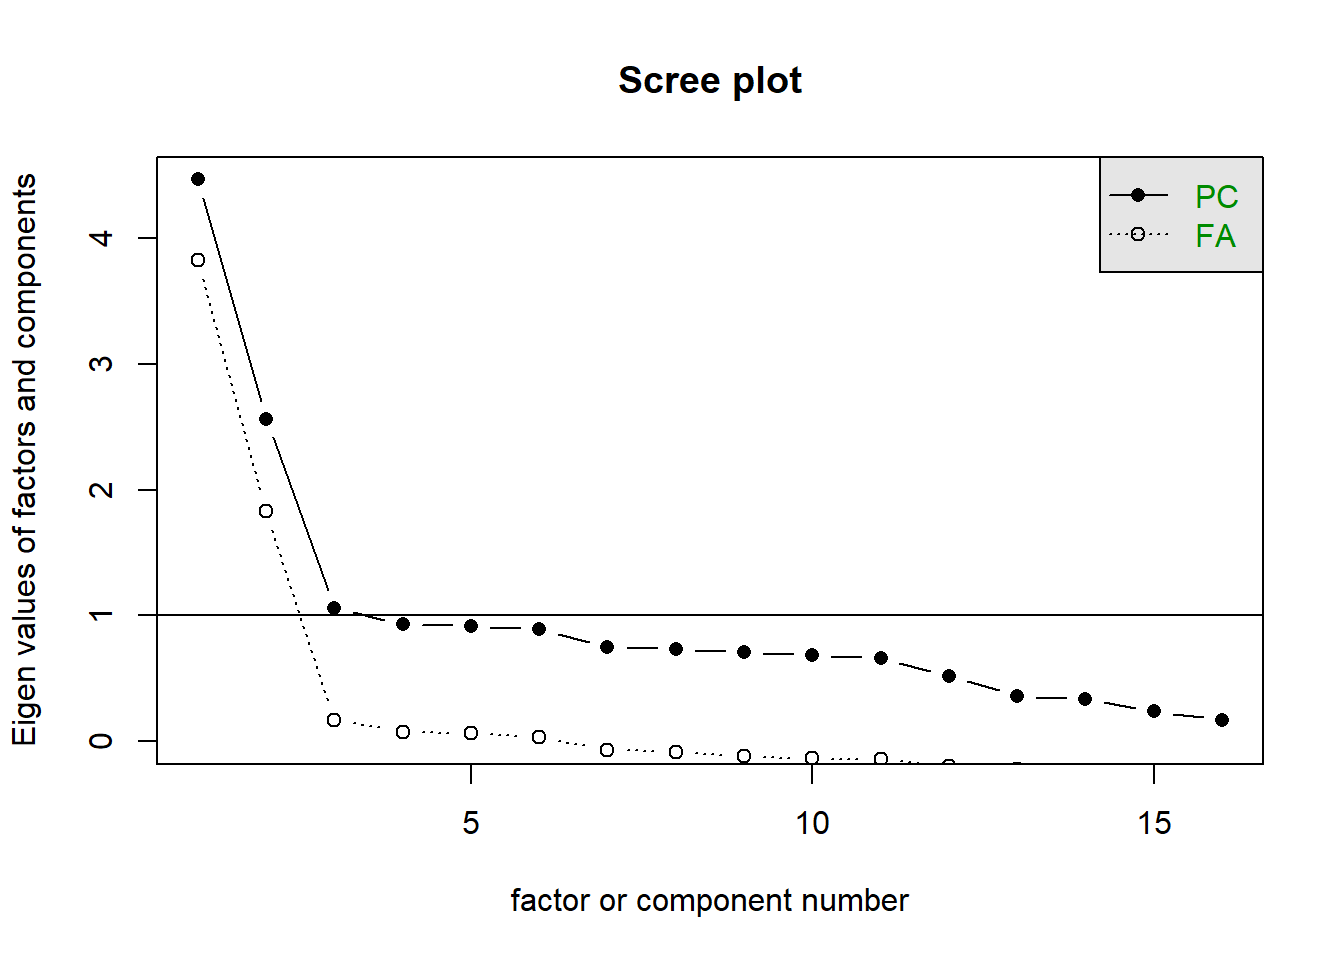 Scree plot
PC
FA
Eigen values of factors and components
4
3
2
1
0
5
10
15
factor or component number